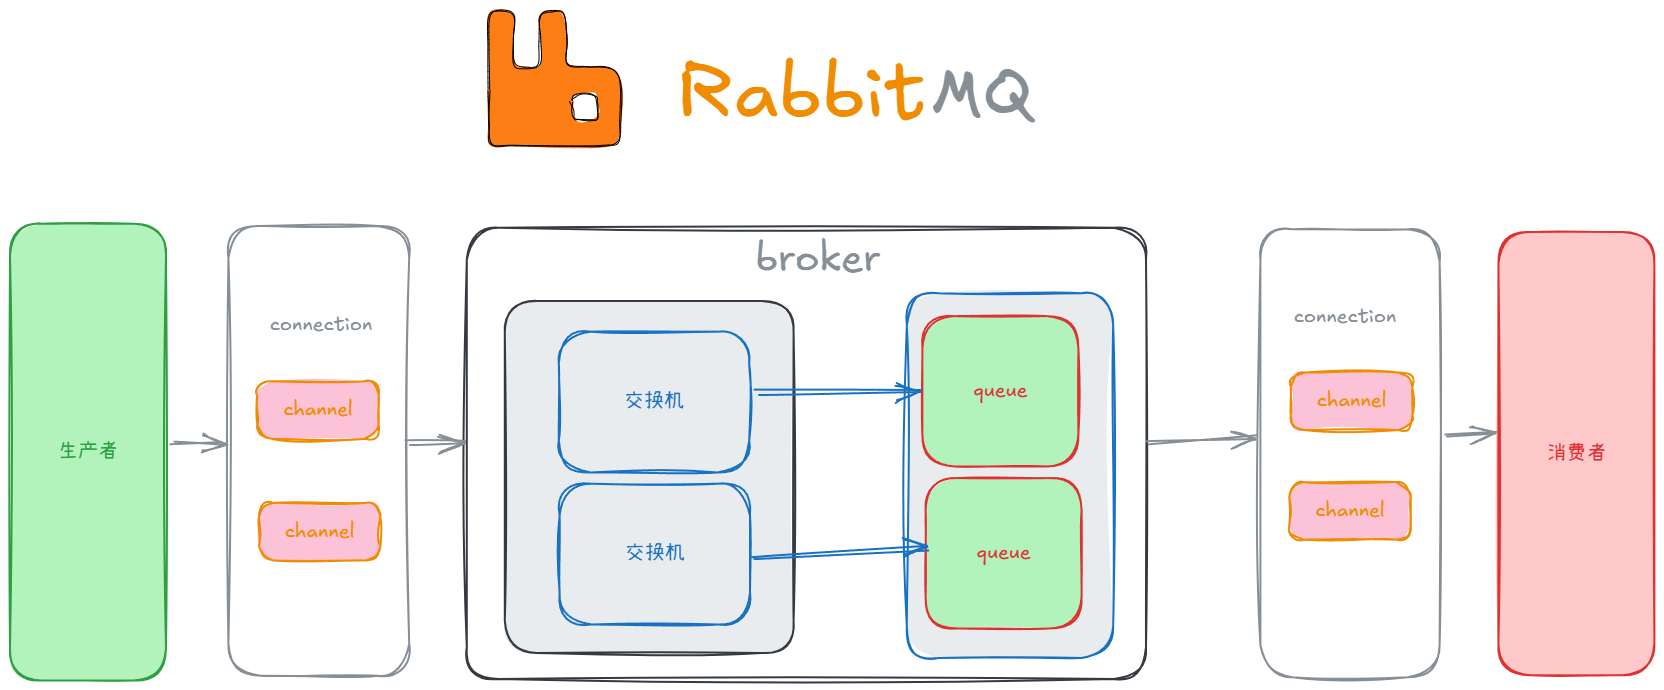 RabbitMQ
生产者
connection
channel
channel
broker
交换机
交换机
queue
queue
connection
channel
channel
消费者